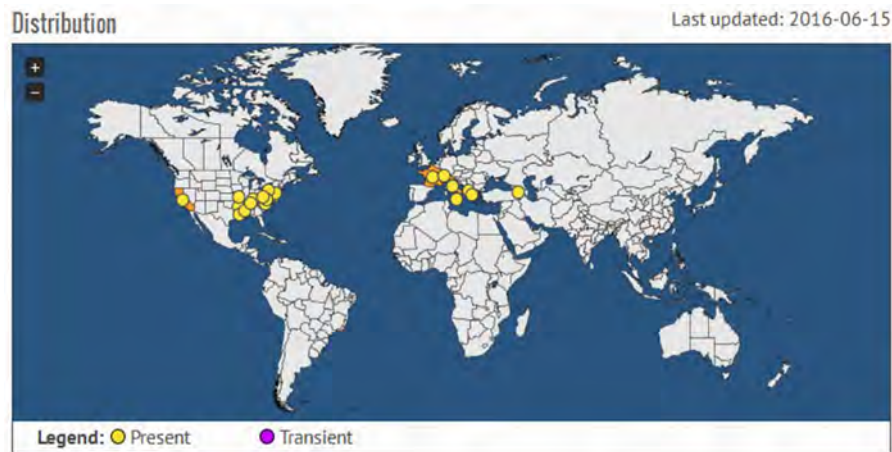 Distribution
Last updated: 2016-06-15
+
−
Legend: Present Transient